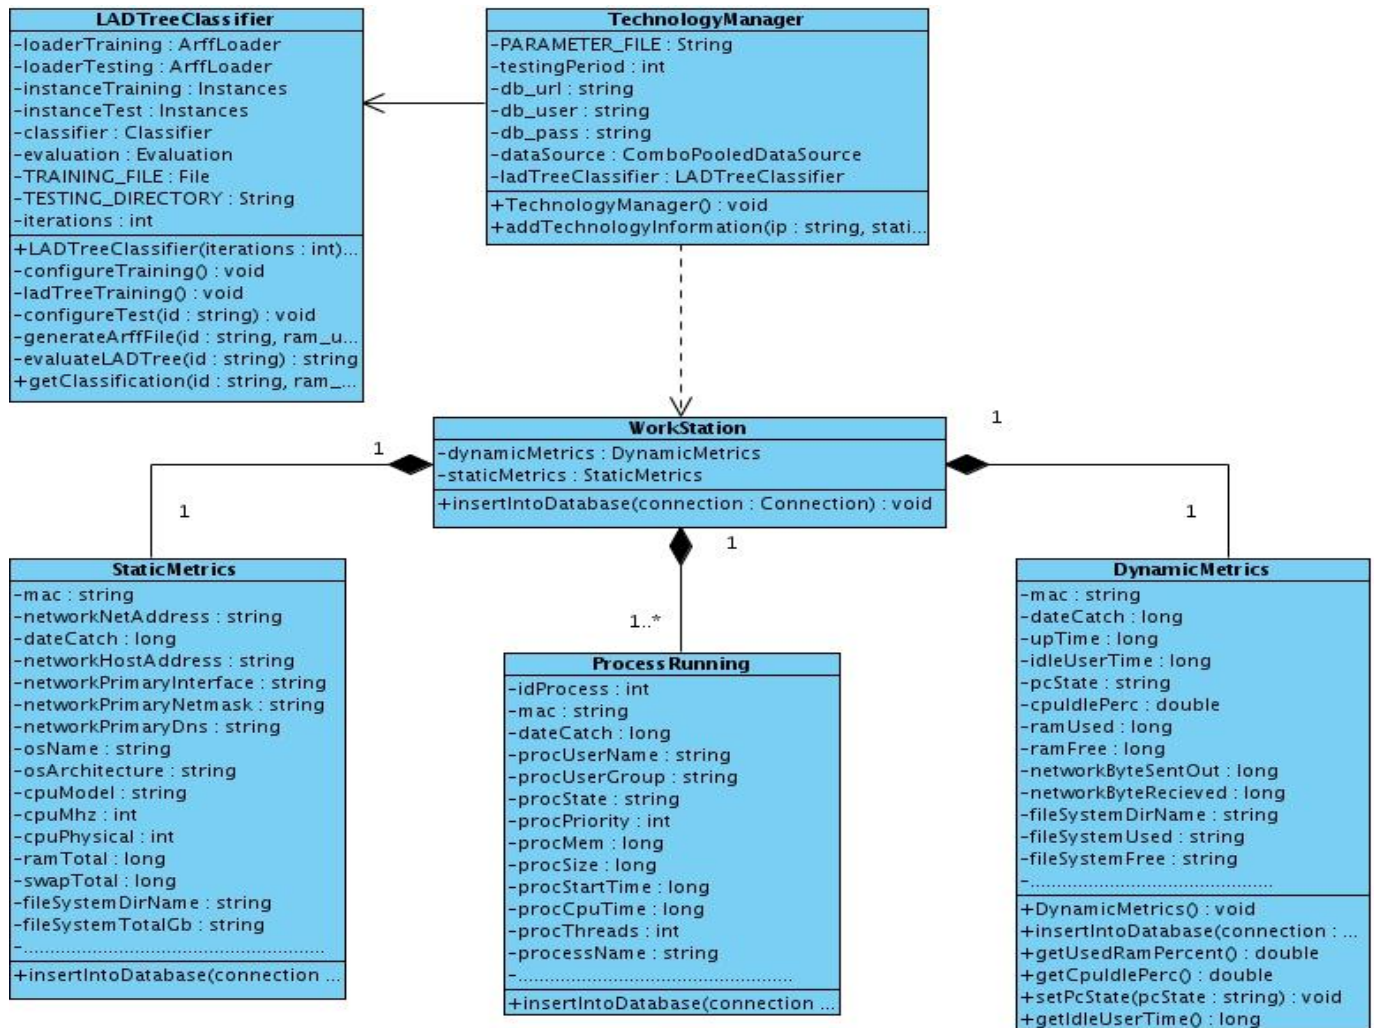 LADTreeClassifier
-loaderTraining : ArffLoader
-loaderTesting : ArffLoader
-instanceTraining : Instances
-instanceTest : Instances
-classifier : Classifier
-evaluation : Evaluation
-TRAINING_FILE : File
-TESTING_DIRECTORY : String
-iterations : int
+LADTreeClassifier(iterations : int)...
-configureTraining() : void
-ladTreeTraining() : void
-configureTest(id : string) : void
-generateArffFile(id : string, ram_u...
-evaluateLADTree(id : string) : string
+getClassification(id : string, ram_...
TechnologyManager
-PARAMETER_FILE : String
-testingPeriod : int
-db_url : string
-db_user : string
-db_pass : string
-dataSource : ComboPooledDataSource
-ladTreeClassifier : LADTreeClassifier
+TechnologyManager() : void
+addTechnologyInformation(ip : string, stati...
WorkStation
-dynamicMetrics : DynamicMetrics
-staticMetrics : StaticMetrics
+insertIntoDatabase(connection : Connection) : void
1
1
1
1
1
1..*
StaticMetrics
-mac : string
-networkNetAddress : string
-dateCatch : long
-networkHostAddress : string
-networkPrimaryInterface : string
-networkPrimaryNetmask : string
-networkPrimaryDns : string
-osName : string
-osArchitecture : string
-cpuModel : string
-cpuMhz : int
-cpuPhysical : int
-ramTotal : long
-swapTotal : long
-fileSystemDirName : string
-fileSystemTotalGb : string
-..........................................................
+insertIntoDatabase(connection ...
ProcessRunning
-idProcess : int
-mac : string
-dateCatch : long
-procUserName : string
-procUserGroup : string
-procState : string
-procPriority : int
-procMem : long
-procSize : long
-procStartTime : long
-procCpuTime : long
-procThreads : int
-processName : string
-....................................................
+insertIntoDatabase(connection ...
DynamicMetrics
-mac : string
-dateCatch : long
-upTime : long
-idleUserTime : long
-pcState : string
-cpuIdlePerc : double
-ramUsed : long
-ramFree : long
-networkByteSentOut : long
-networkByteRecieved : long
-fileSystemDirName : string
-fileSystemUsed : string
-fileSystemFree : string
-..............................................
+DynamicMetrics() : void
+insertIntoDatabase(connection : ...
+getUsedRamPercent() : double
+getCpuIdlePerc() : double
+setPcState(pcState : string) : void
+getIdleUserTime() : long